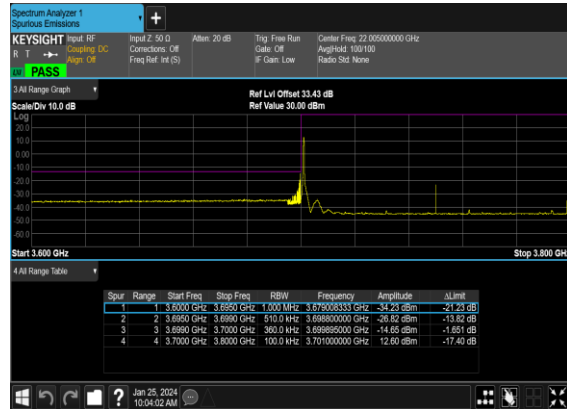 Spectrum Analyzer 1
Spurious Emissions
+
KEYSIGHT Input: RF Input Z: 50 Ω Atten: 20 dB Trig: Free Run Center Freq: 22.005000000 GHz
R T Coupling: DC Corrections: Off Gate: Off Avg|Hold: 100/100
Align: Off Freq Ref: Int (S) IF Gain: Low Radio Std: None
PASS
3 All Range Graph
Ref Lvl Offset 33.43 dB
Scale/Div 10.0 dB Ref Value 30.00 dBm
Log
20.0
10.0
0.00
-10.0
-20.0
-30.0
-40.0
-50.0
-60.0
Start 3.600 GHz Stop 3.800 GH
4 All Range Table
Spur Range Start Freq Stop Freq RBW Frequency Amplitude ΔLimit
1 1 3.6000 GHz 3.6950 GHz 1.000 MHz 3.679008333 GHz -34.23 dBm -21.23 dB
2 2 3.6950 GHz 3.6990 GHz 510.0 kHz 3.698800000 GHz -26.82 dBm -13.82 dB
3 3 3.6990 GHz 3.7000 GHz 360.0 kHz 3.699895000 GHz -14.65 dBm -1.651 dB
4 4 3.7000 GHz 3.8000 GHz 100.0 kHz 3.701000000 GHz 12.60 dBm -17.40 dB
? Jan 25, 2024
10:04:02 AM